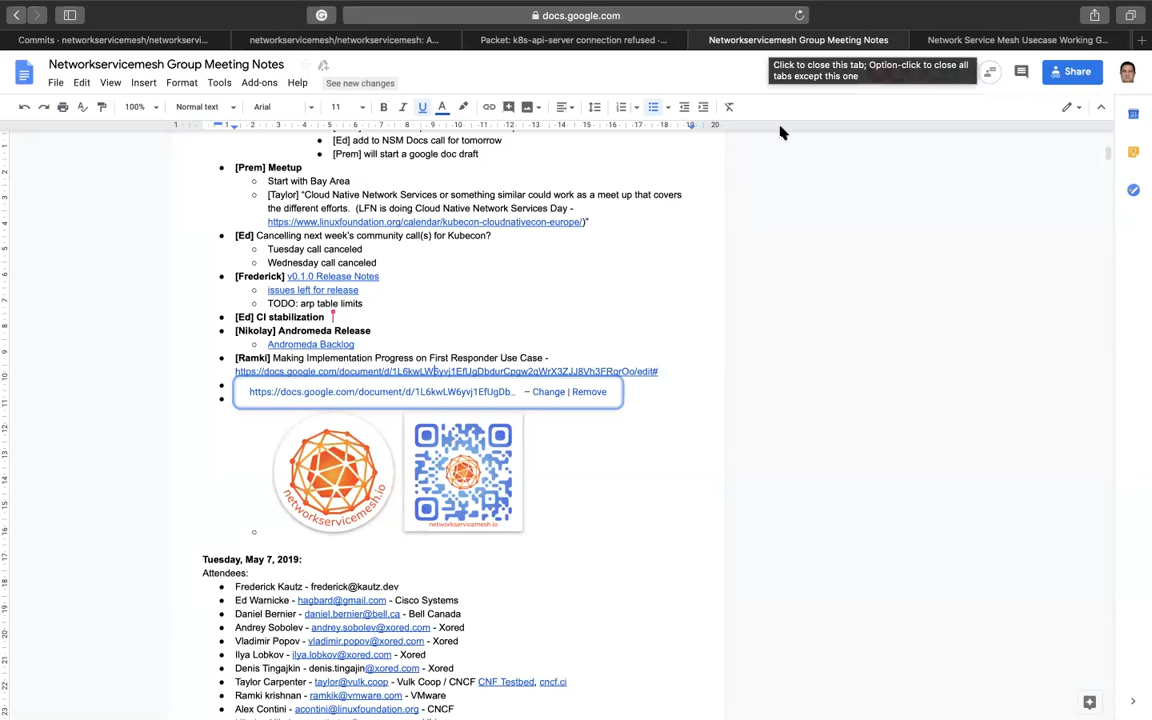 docs.google.com
Commits · networkservicemesh/networkservi...
networkservicemesh/networkservicemesh: A...
Packet: k8s-api-server connection refused ·...
Networkservicemesh Group Meeting Notes
Network Service Mesh Usecase Working G...
Click to close this tab; Option-click to close all
tabs except this one
Networkservicemesh Group Meeting Notes
File Edit View Insert Format Tools Add-ons Help See new changes
Share
100% Normal text Arial 11
[Ed] add to NSM Docs call for tomorrow
[Prem] will start a google doc draft
[Prem] Meetup
Start with Bay Area
[Taylor] “Cloud Native Network Services or something similar could work as a meet up that covers
the different efforts. (LFN is doing Cloud Native Network Services Day -
https://www.linuxfoundation.org/calendar/kubecon-cloudnativecon-europe/)”
[Ed] Cancelling next week's community call(s) for Kubecon?
Tuesday call canceled
Wednesday call canceled
[Frederick] v0.1.0 Release Notes
issues left for release
TODO: arp table limits
[Ed] CI stabilization
[Nikolay] Andromeda Release
Andromeda Backlog
[Ramki] Making Implementation Progress on First Responder Use Case -
https://docs.google.com/document/d/1L6kwLW6yvj1EfUgDbdurCpgw2qWrX3ZJJ8Vh3FRgrOo/edit#
https://docs.google.com/document/d/1L6kwLW6yvj1EfUgDb... – Change | Remove
networkservicemesh.io
networkservicemesh.io
Tuesday, May 7, 2019:
Attendees:
Frederick Kautz - frederick@kautz.dev
Ed Warnicke - hagbard@gmail.com - Cisco Systems
Daniel Bernier - daniel.bernier@bell.ca - Bell Canada
Andrey Sobolev - andrey.sobolev@xored.com - Xored
Vladimir Popov - vladimir.popov@xored.com - Xored
Ilya Lobkov - ilya.lobkov@xored.com - Xored
Denis Tingajkin - denis.tingajin@xored.com - Xored
Taylor Carpenter - taylor@vulk.coop - Vulk Coop / CNCF CNF Testbed, cncf.ci
Ramki krishnan - ramkik@vmware.com - VMware
Alex Contini - acontini@linuxfoundation.org - CNCF